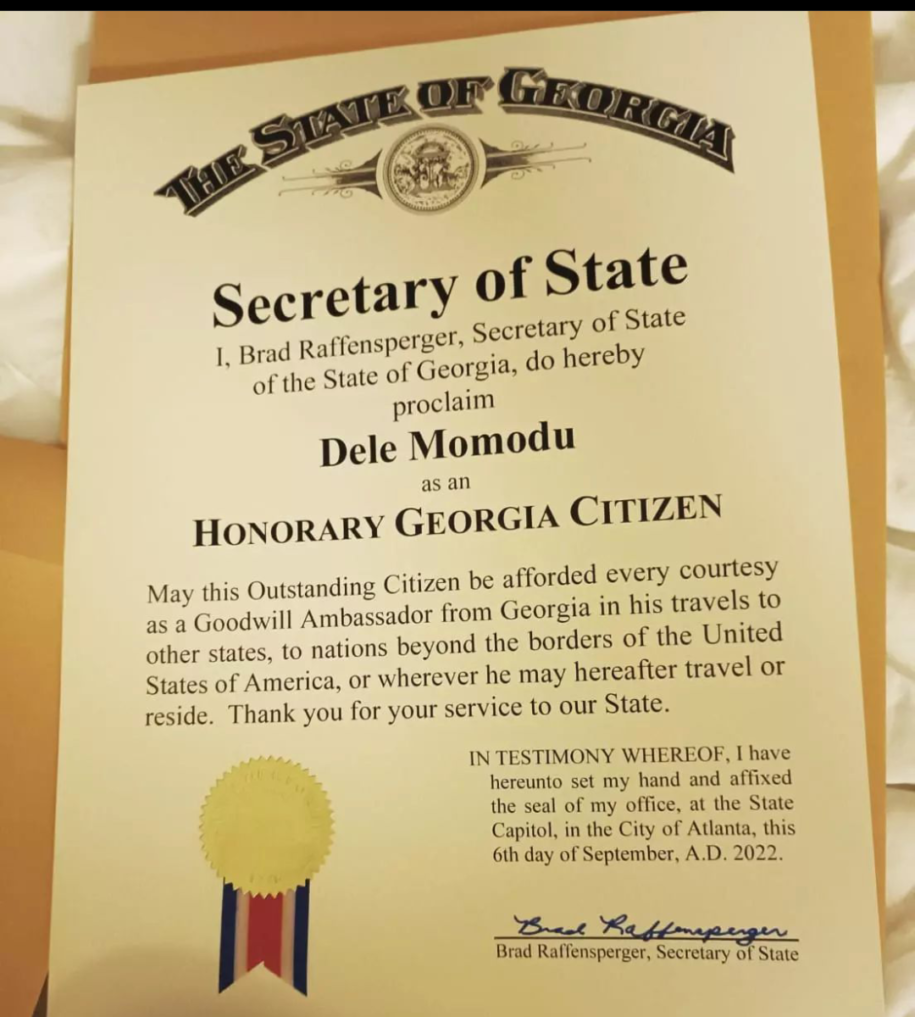 THE STATE OF GEORGIA
Secretary of State
I, Brad Raffensperger, Secretary of State
of the State of Georgia, do hereby
proclaim
Dele Momodu
as an
HONORARY GEORGIA CITIZEN
May this Outstanding Citizen be afforded every courtesy
as a Goodwill Ambassador from Georgia in his travels to
other states, to nations beyond the borders of the United
States of America, or wherever he may hereafter travel or
reside. Thank you for your service to our State.
IN TESTIMONY WHEREOF, I have
hereunto set my hand and affixed
the seal of my office, at the State
Capitol, in the City of Atlanta, this
6th day of September, A.D. 2022.
Brad Raffensperger
Brad Raffensperger, Secretary of State